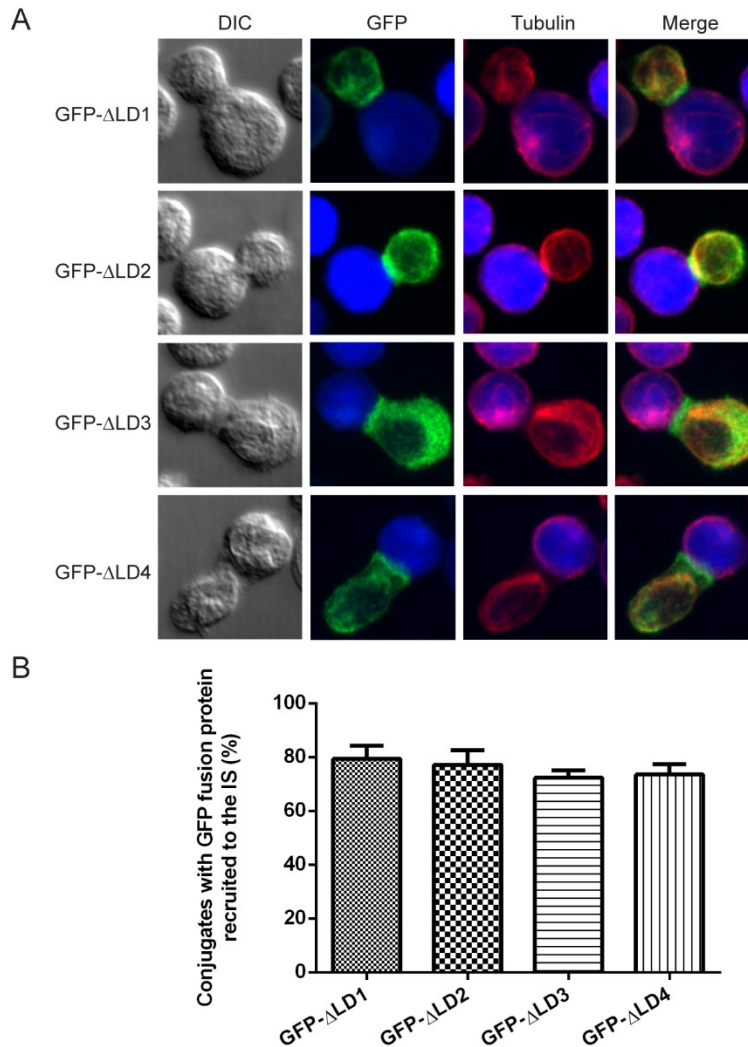 A
DIC GFP Tubulin Merge
GFP-ΔLD1
GFP-ΔLD2
GFP-ΔLD3
GFP-ΔLD4
B
Conjugates with GFP fusion protein
recruited to the IS (%)
100
80
60
40
20
0
GFP-ΔLD1 GFP-ΔLD2 GFP-ΔLD3 GFP-ΔLD4